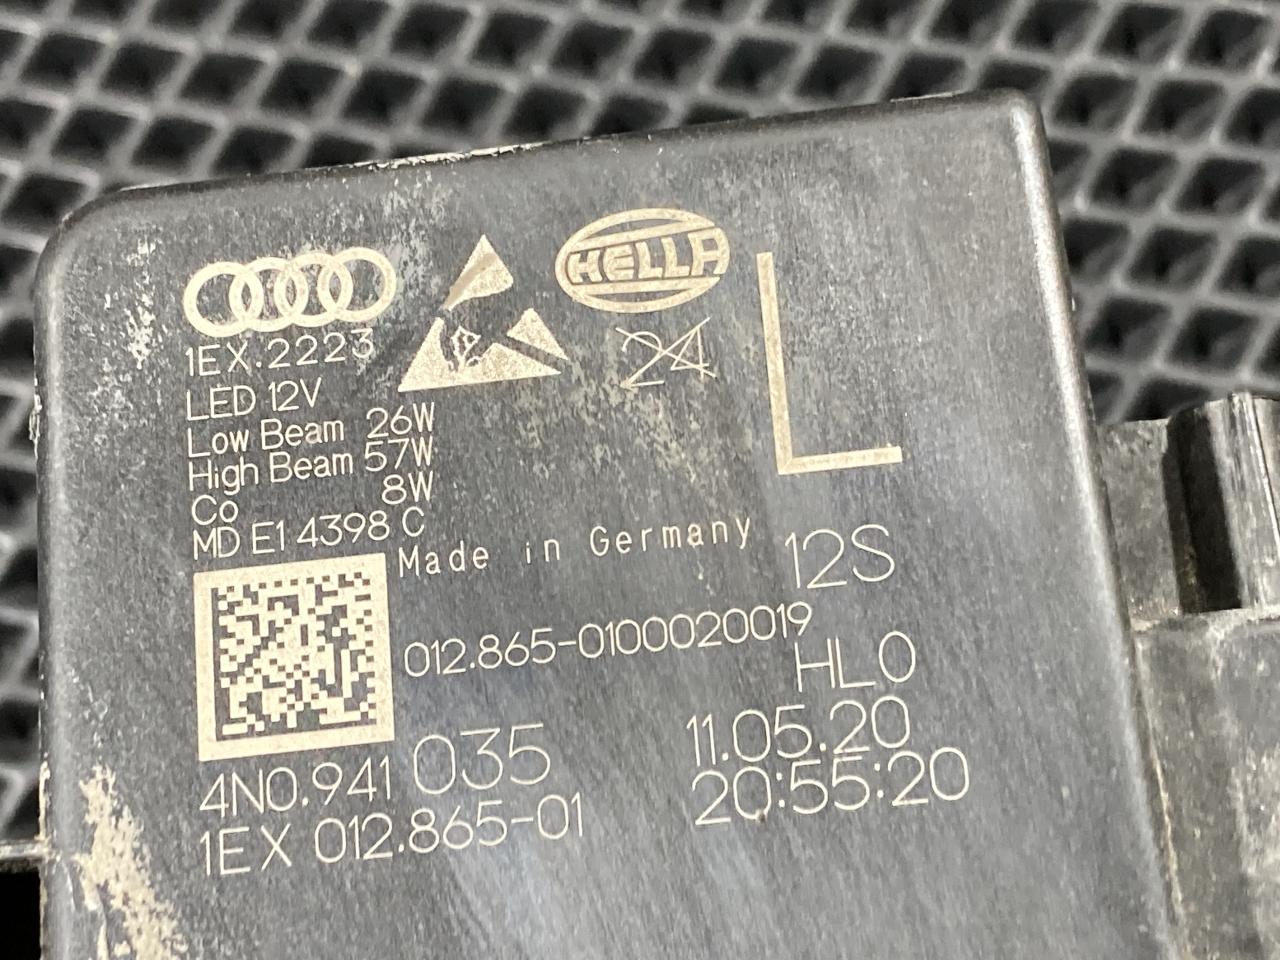 HELLA
24
L
1EX.2223
LED 12V
Low Beam 26W
High Beam 57W
Co 8W
MD E1 4398 C
Made in Germany
12S
012.865-0100020019
HL0
4N0.941 035
11.05.20
1EX 012.865-01
20:55:20